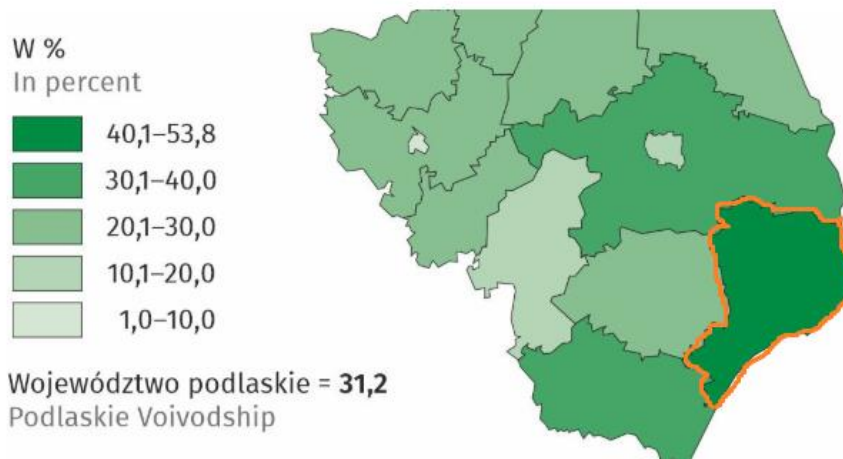 W %
In percent
40,1–53,8
30,1–40,0
20,1–30,0
10,1–20,0
1,0–10,0
Województwo podlaskie = 31,2
Podlaskie Voivodship